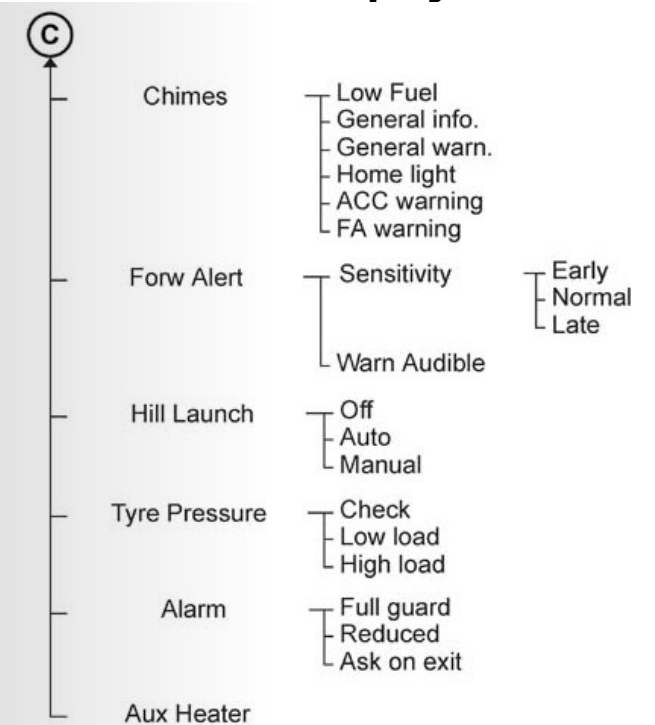 C
Chimes
Low Fuel
General info.
General warn.
Home light
ACC warning
FA warning
Forw Alert
Sensitivity
Early
Normal
Late
Warn Audible
Hill Launch
Off
Auto
Manual
Tyre Pressure
Check
Low load
High load
Alarm
Full guard
Reduced
Ask on exit
Aux Heater